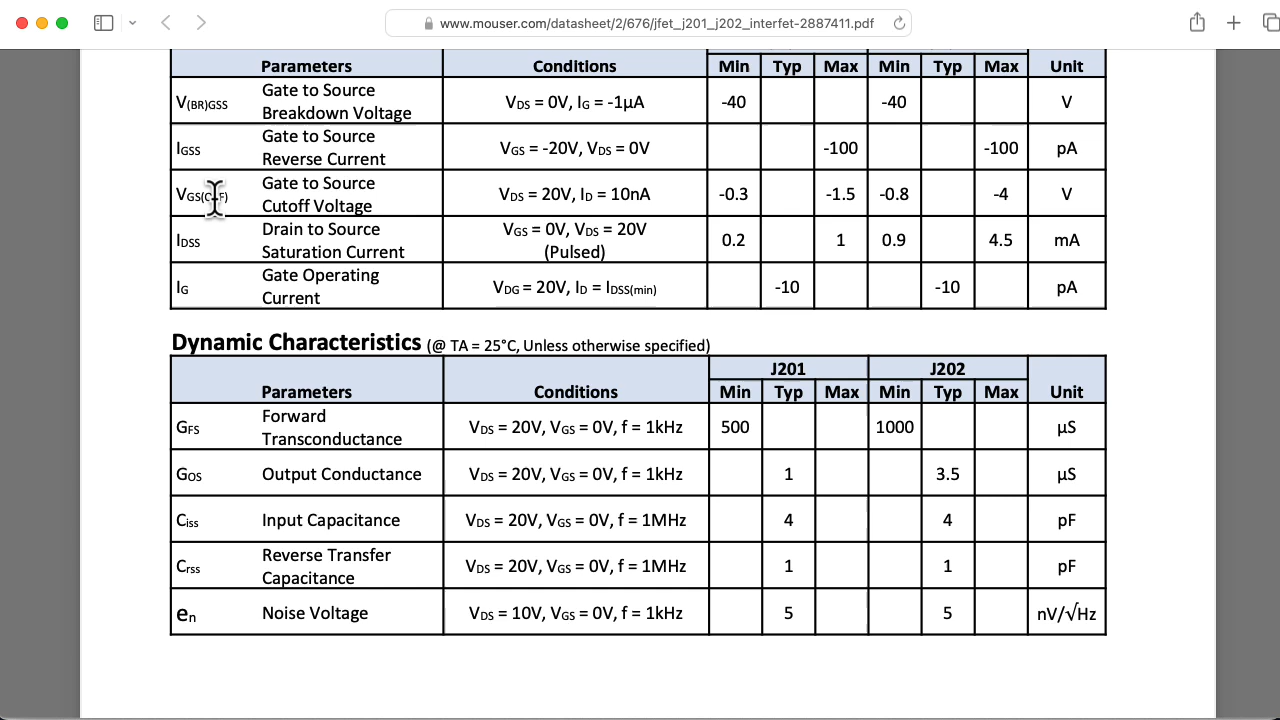 www.mouser.com/datasheet/2/676/jfet_j201_j202_interfet-2887411.pdf
Parameters Conditions Min Typ Max Min Typ Max Unit
V(BR)GSS Gate to Source Breakdown Voltage VDS = 0V, IG = -1µA -40 -40 V
IGSS Gate to Source Reverse Current VGS = -20V, VDS = 0V -100 -100 pA
VGS(OFF) Gate to Source Cutoff Voltage VDS = 20V, ID = 10nA -0.3 -1.5 -0.8 -4 V
IDSS Drain to Source Saturation Current VGS = 0V, VDS = 20V (Pulsed) 0.2 1 0.9 4.5 mA
IG Gate Operating Current VDG = 20V, ID = IDSS(min) -10 -10 pA
Dynamic Characteristics (@ TA = 25°C, Unless otherwise specified)
J201 J202
Parameters Conditions Min Typ Max Min Typ Max Unit
GFS Forward Transconductance VDS = 20V, VGS = 0V, f = 1kHz 500 1000 µS
GOS Output Conductance VDS = 20V, VGS = 0V, f = 1kHz 1 3.5 µS
Ciss Input Capacitance VDS = 20V, VGS = 0V, f = 1MHz 4 4 pF
Crss Reverse Transfer Capacitance VDS = 20V, VGS = 0V, f = 1MHz 1 1 pF
en Noise Voltage VDS = 10V, VGS = 0V, f = 1kHz 5 5 nV/√Hz